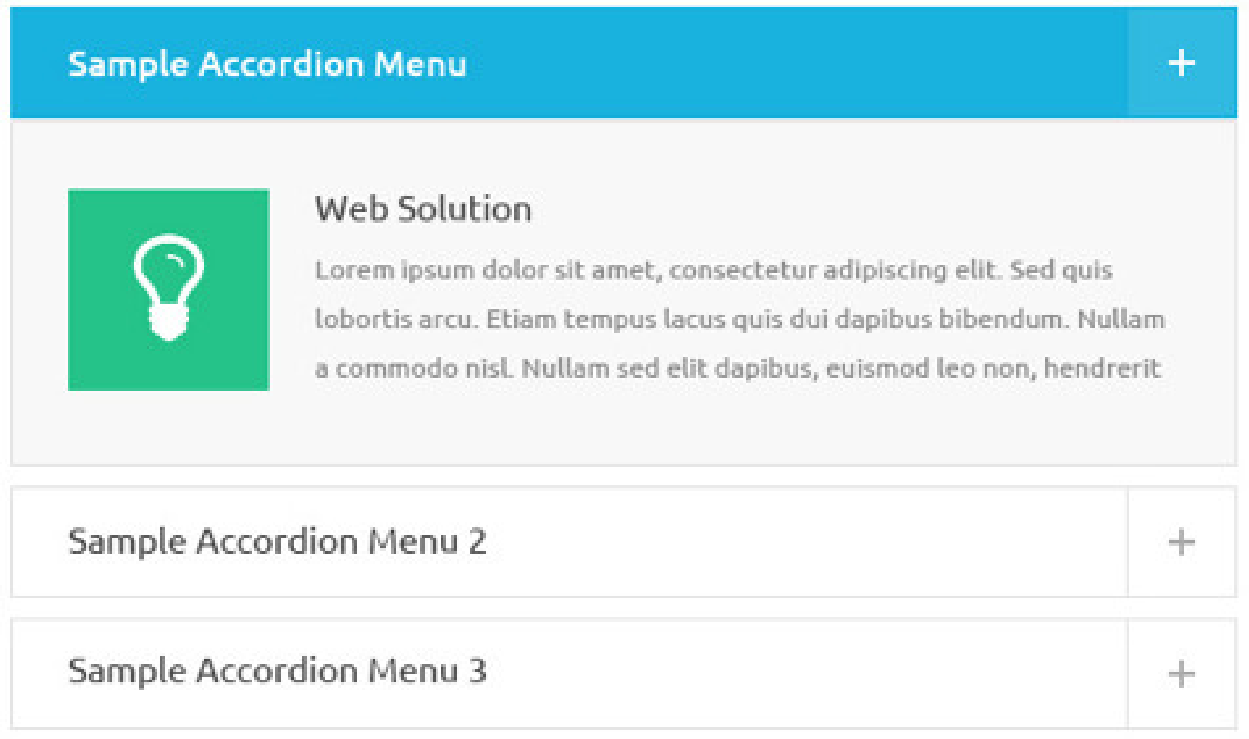 Sample Accordion Menu +
Web Solution
Lorem ipsum dolor sit amet, consectetur adipiscing elit. Sed quis
lobortis arcu. Etiam tempus lacus quis dui dapibus bibendum. Nullam
a commodo nisl. Nullam sed elit dapibus, euismod leo non, hendrerit
Sample Accordion Menu 2 +
Sample Accordion Menu 3 +